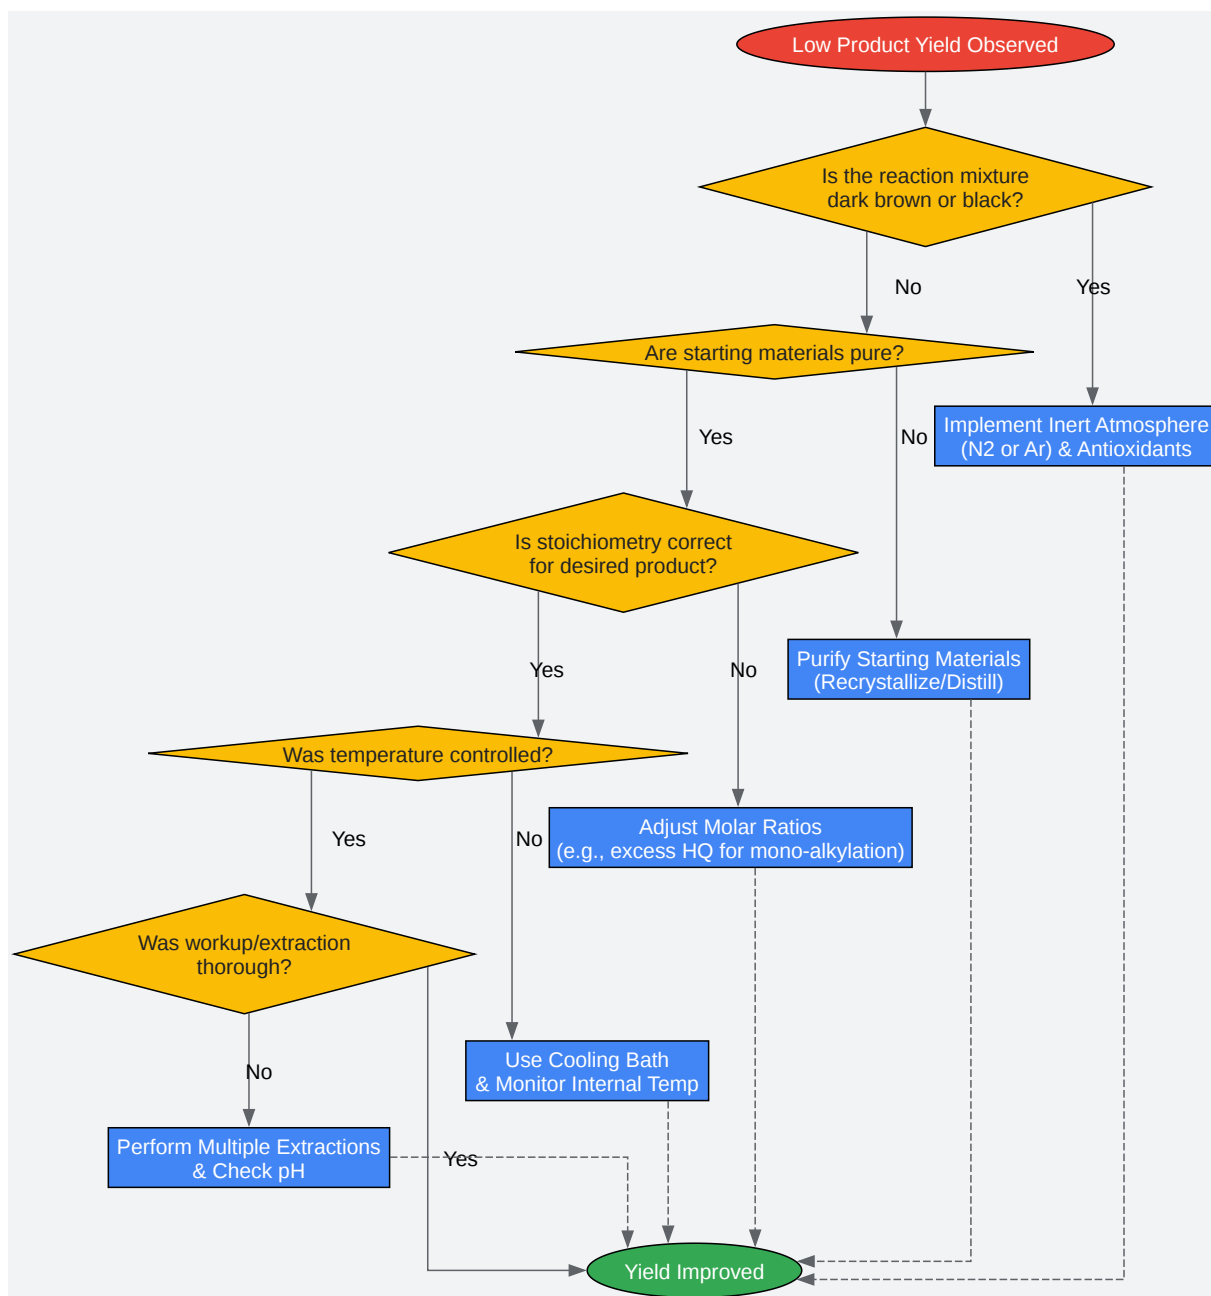 Low Product Yield Observed
Is the reaction mixture
dark brown or black?
No
Yes
Are starting materials pure?
Yes
No
Implement Inert Atmosphere
(N2 or Ar) & Antioxidants
Is stoichiometry correct
for desired product?
Yes
No
Purify Starting Materials
(Recrystallize/Distill)
Was temperature controlled?
Yes
No
Adjust Molar Ratios
(e.g., excess HQ for mono-alkylation)
Was workup/extraction
thorough?
No
Use Cooling Bath
& Monitor Internal Temp
Perform Multiple Extractions
& Check pH
Yes
Yield Improved